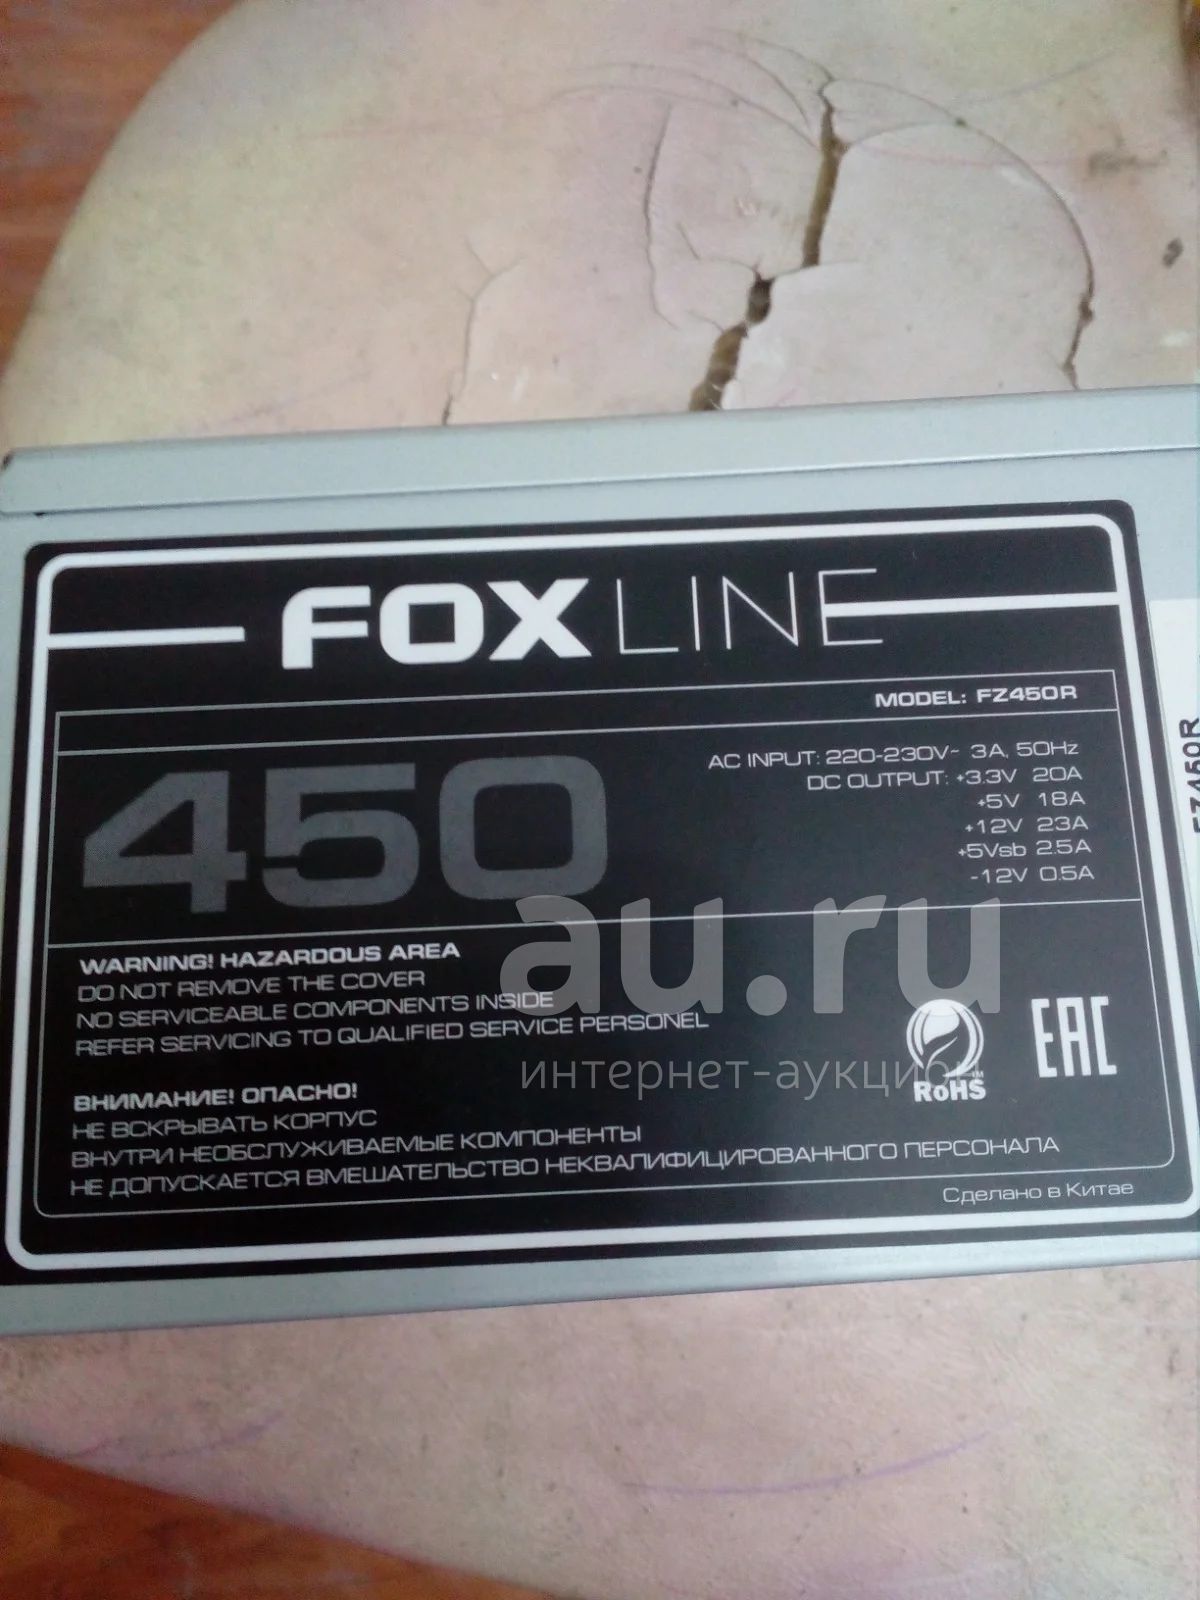 FOXLINE
MODEL: FZ450R
450
AC INPUT: 220-230V~ 3A, 50Hz
DC OUTPUT: +3.3V 20A
+5V 18A
+12V 23A
+5Vsb 2.5A
-12V 0.5A
WARNING! HAZARDOUS AREA
DO NOT REMOVE THE COVER
NO SERVICEABLE COMPONENTS INSIDE
REFER SERVICING TO QUALIFIED SERVICE PERSONEL
ВНИМАНИЕ! ОПАСНО!
НЕ ВСКРЫВАТЬ КОРПУС
ВНУТРИ НЕОБСЛУЖИВАЕМЫЕ КОМПОНЕНТЫ
НЕ ДОПУСКАЕТСЯ ВМЕШАТЕЛЬСТВО НЕКВАЛИФИЦИРОВАННОГО ПЕРСОНАЛА
RoHS
TM
EAC
Сделано в Китае
FZ450R
au.ru
интернет-аукцион